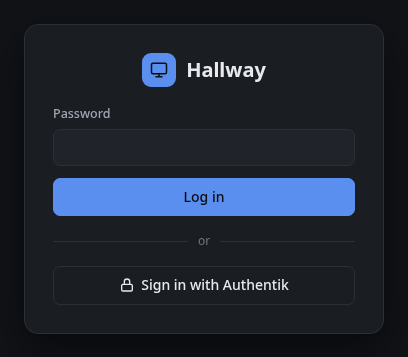 Hallway
Password
Log in
or
Sign in with Authentik